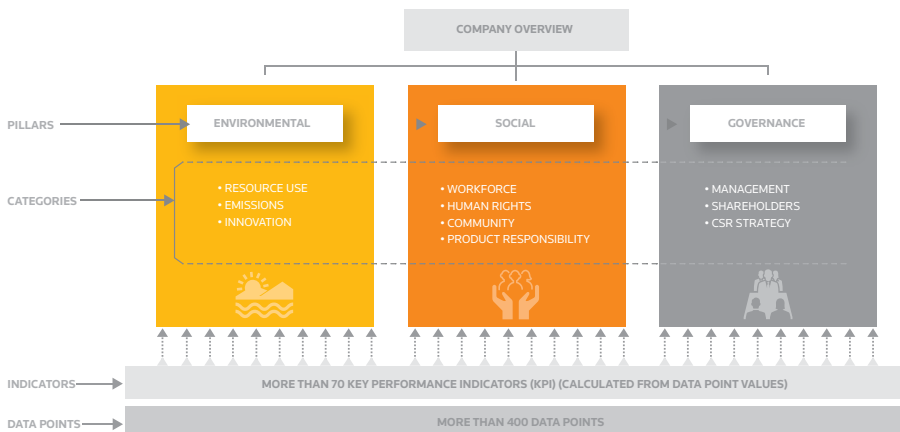 COMPANY OVERVIEW
PILLARS
ENVIRONMENTAL
SOCIAL
GOVERNANCE
CATEGORIES
• RESOURCE USE
• EMISSIONS
• INNOVATION
• WORKFORCE
• HUMAN RIGHTS
• COMMUNITY
• PRODUCT RESPONSIBILITY
• MANAGEMENT
• SHAREHOLDERS
• CSR STRATEGY
INDICATORS
MORE THAN 70 KEY PERFORMANCE INDICATORS (KPI) (CALCULATED FROM DATA POINT VALUES)
DATA POINTS
MORE THAN 400 DATA POINTS